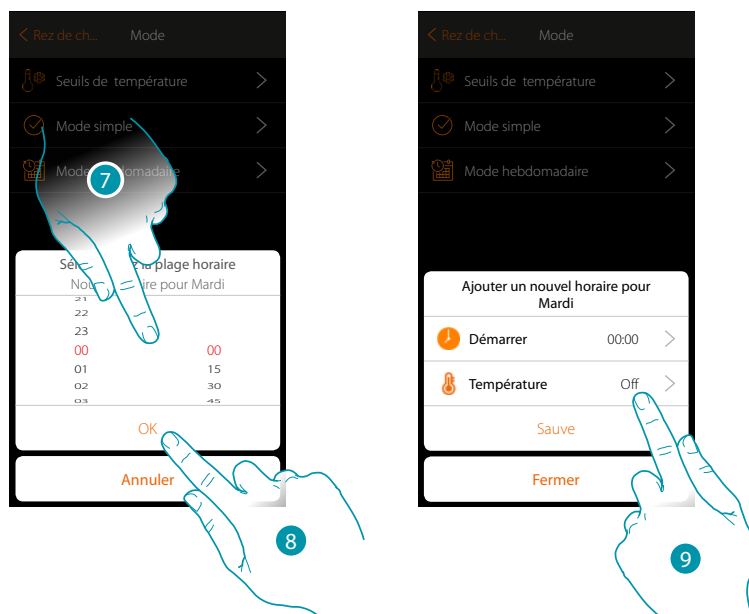 Rez de ch... Mode
Seuils de température
Mode simple
7
Sé la plage horaire
ire pour Mardi
21
22
23
00 00
01 15
02 30
03 45
OK
Annuler
8
Rez de ch... Mode
Seuils de température
Mode simple
Mode hebdomadaire
Ajouter un nouvel horaire pour
Mardi
Démarrer 00:00
Température Off
Sauve
Fermer
9